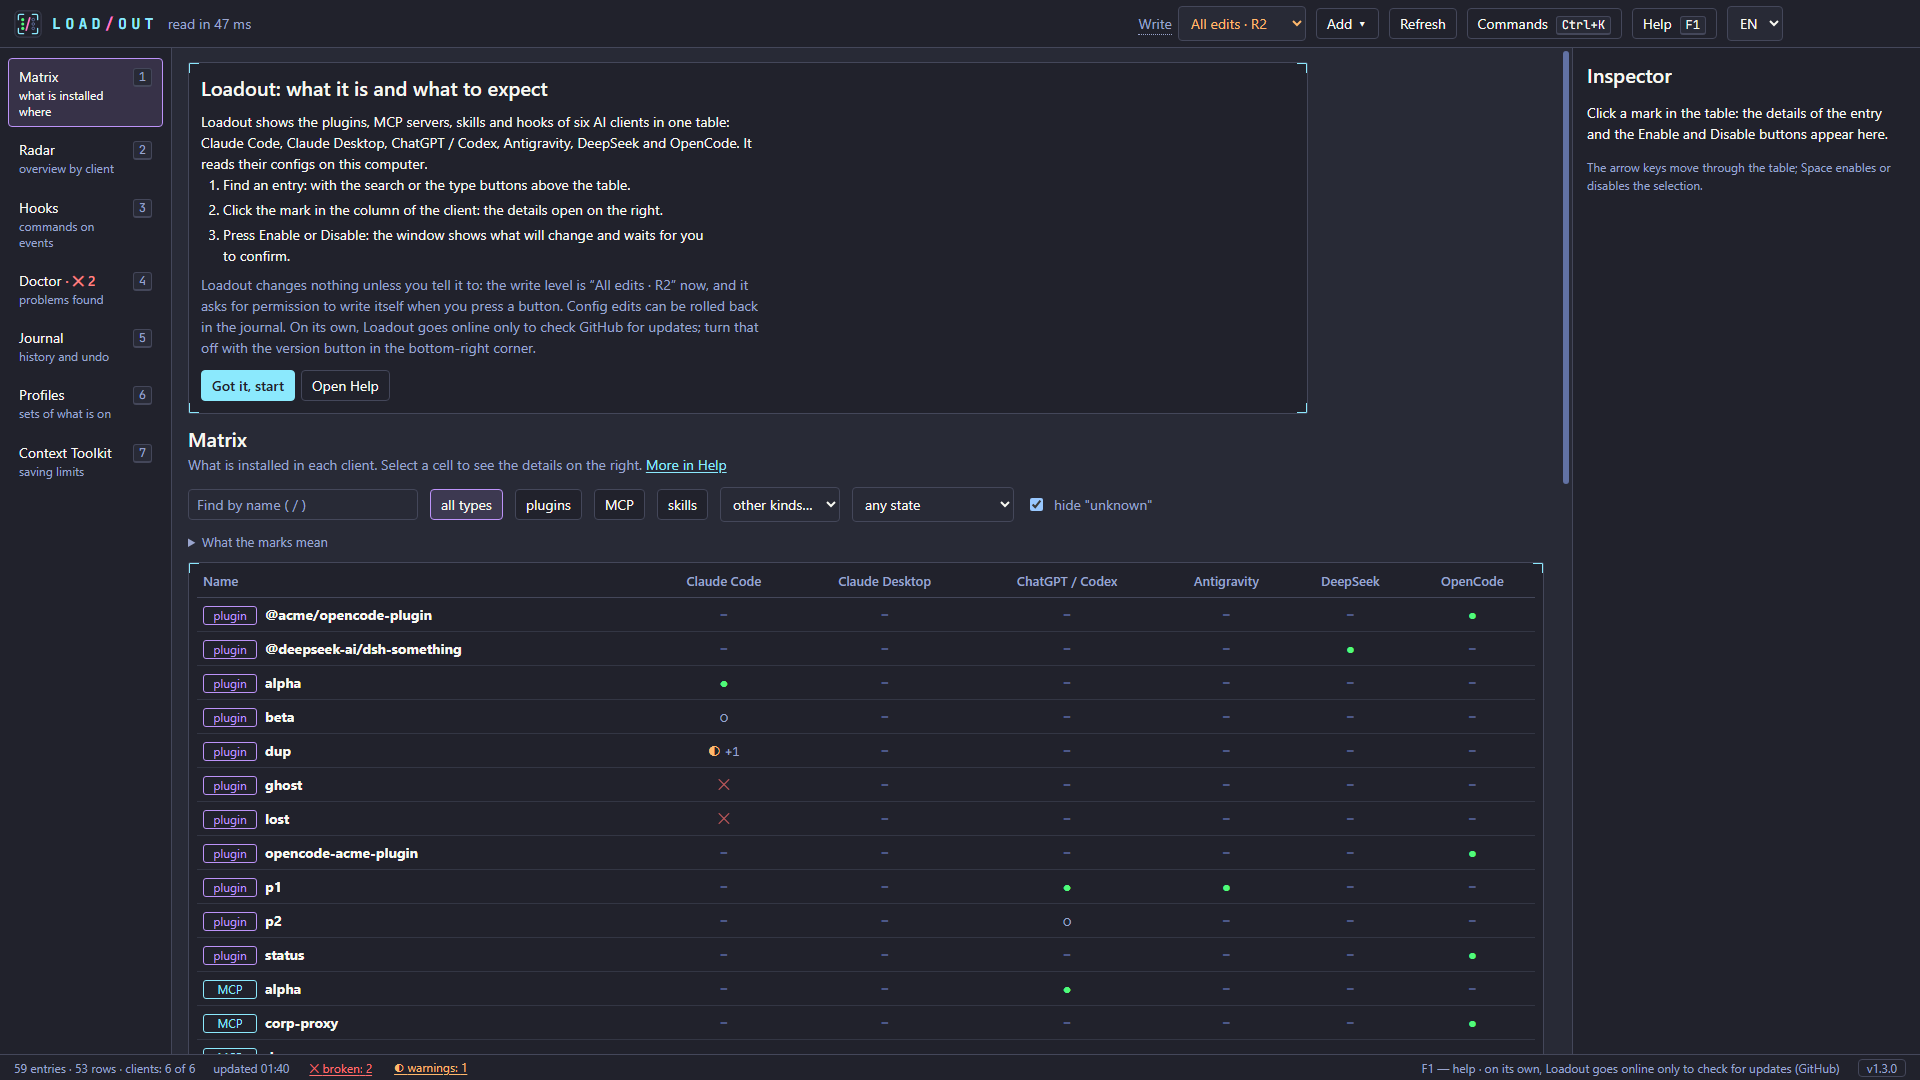 LOAD/OUT read in 47 ms Write All edits · R2 Add ▾ Refresh Commands Ctrl+K Help F1 EN
Matrix 1
what is installed
where
Radar 2
overview by client
Hooks 3
commands on
events
Doctor · ✕ 2 4
problems found
Journal 5
history and undo
Profiles 6
sets of what is on
Context Toolkit 7
saving limits
Loadout: what it is and what to expect
Loadout shows the plugins, MCP servers, skills and hooks of six AI clients in one table:
Claude Code, Claude Desktop, ChatGPT / Codex, Antigravity, DeepSeek and OpenCode. It
reads their configs on this computer.
1. Find an entry: with the search or the type buttons above the table.
2. Click the mark in the column of the client: the details open on the right.
3. Press Enable or Disable: the window shows what will change and waits for you
to confirm.
Loadout changes nothing unless you tell it to: the write level is “All edits · R2” now, and it
asks for permission to write itself when you press a button. Config edits can be rolled back
in the journal. On its own, Loadout goes online only to check GitHub for updates; turn that
off with the version button in the bottom-right corner.
Got it, start Open Help
Matrix
What is installed in each client. Select a cell to see the details on the right. More in Help
Find by name ( / ) all types plugins MCP skills other kinds... any state hide "unknown"
▶ What the marks mean
Name Claude Code Claude Desktop ChatGPT / Codex Antigravity DeepSeek OpenCode
plugin @acme/opencode-plugin – – – – – ●
plugin @deepseek-ai/dsh-something – – – – ● –
plugin alpha ● – – – – –
plugin beta ○ – – – – –
plugin dup ◐ +1 – – – – –
plugin ghost ✕ – – – – –
plugin lost ✕ – – – – –
plugin opencode-acme-plugin – – – – – ●
plugin p1 – – ● ● – –
plugin p2 – – ○ – – –
plugin status – – – – – ●
MCP alpha – – ● – – –
MCP corp-proxy – – – – – ●
Inspector
Click a mark in the table: the details of the entry
and the Enable and Disable buttons appear here.
The arrow keys move through the table; Space enables or
disables the selection.
59 entries · 53 rows · clients: 6 of 6 updated 01:40 ✕ broken: 2 ◐ warnings: 1 F1 — help · on its own, Loadout goes online only to check for updates (GitHub) v1.3.0